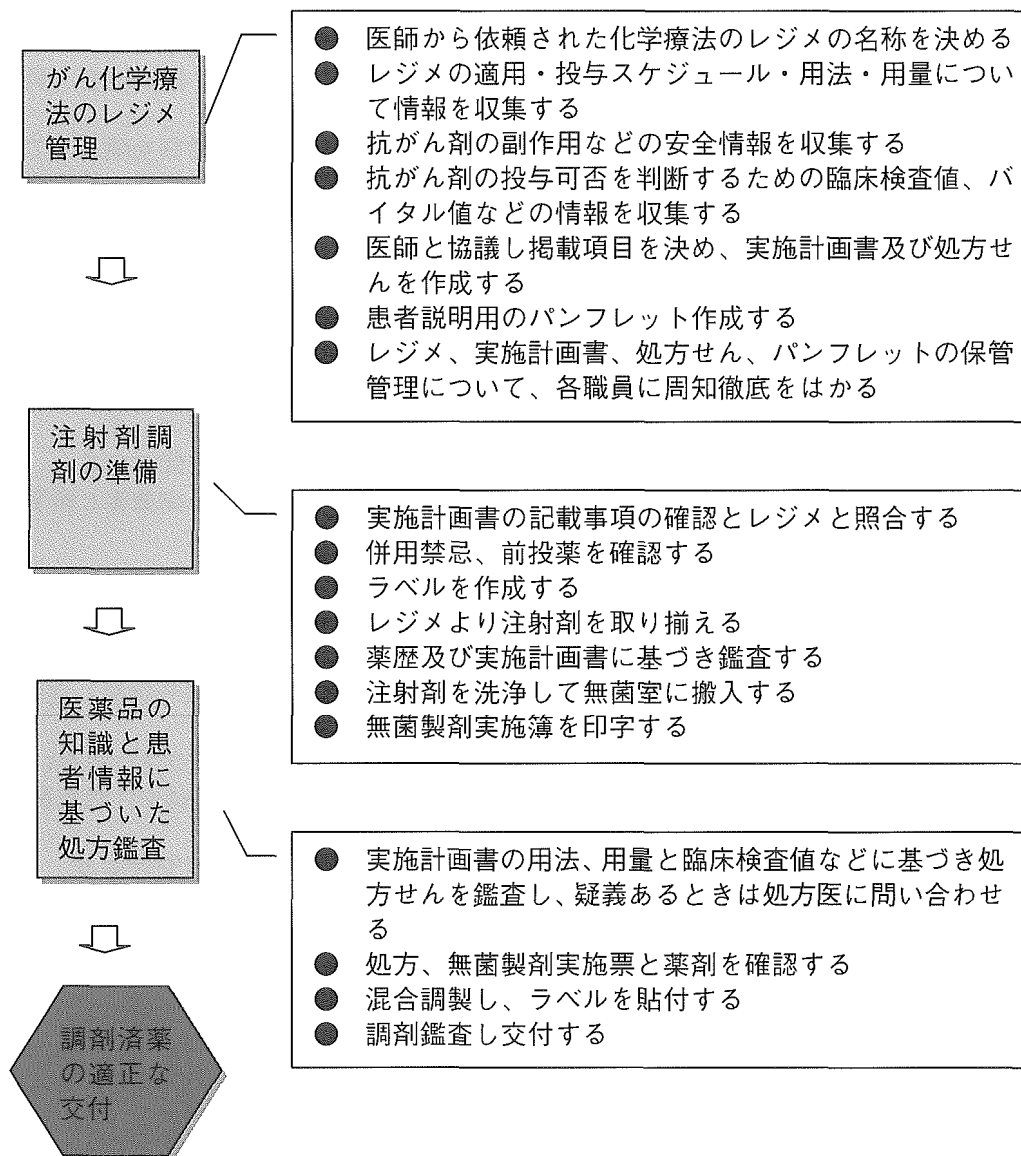 がん化学療
法のレジメ
管理
● 医師から依頼された化学療法のレジメの名称を決める
● レジメの適用・投与スケジュール・用法・用量につい
て情報を収集する
● 抗がん剤の副作用などの安全情報を収集する
● 抗がん剤の投与可否を判断するための臨床検査値、バ
イタル値などの情報を収集する
● 医師と協議し掲載項目を決め、実施計画書及び処方せ
んを作成する
● 患者説明用のパンフレット作成する
● レジメ、実施計画書、処方せん、パンフレットの保管
管理について、各職員に周知徹底をはかる
注射剤調
剤の準備
● 実施計画書の記載事項の確認とレジメと照合する
● 併用禁忌、前投薬を確認する
● ラベルを作成する
● レジメより注射剤を取り揃える
● 薬歴及び実施計画書に基づき鑑査する
● 注射剤を洗浄して無菌室に搬入する
● 無菌製剤実施簿を印字する
医薬品の
知識と患
者情報に
基づいた
処方鑑査
● 実施計画書の用法、用量と臨床検査値などに基づき処
方せんを鑑査し、疑義あるときは処方医に問い合わせ
る
● 処方、無菌製剤実施票と薬剤を確認する
● 混合調製し、ラベルを貼付する
● 調剤鑑査し交付する
調剤済薬
の適正な
交付